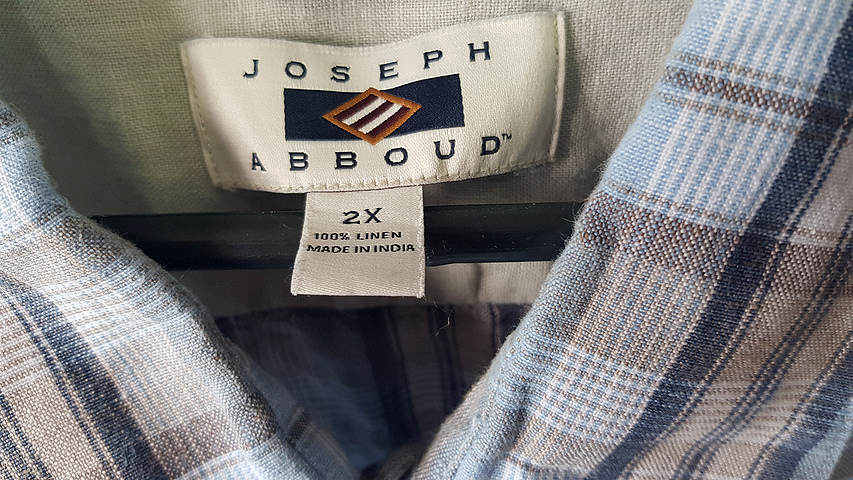 JOSEPH
ABBOUD™
2X
100% LINEN
MADE IN INDIA